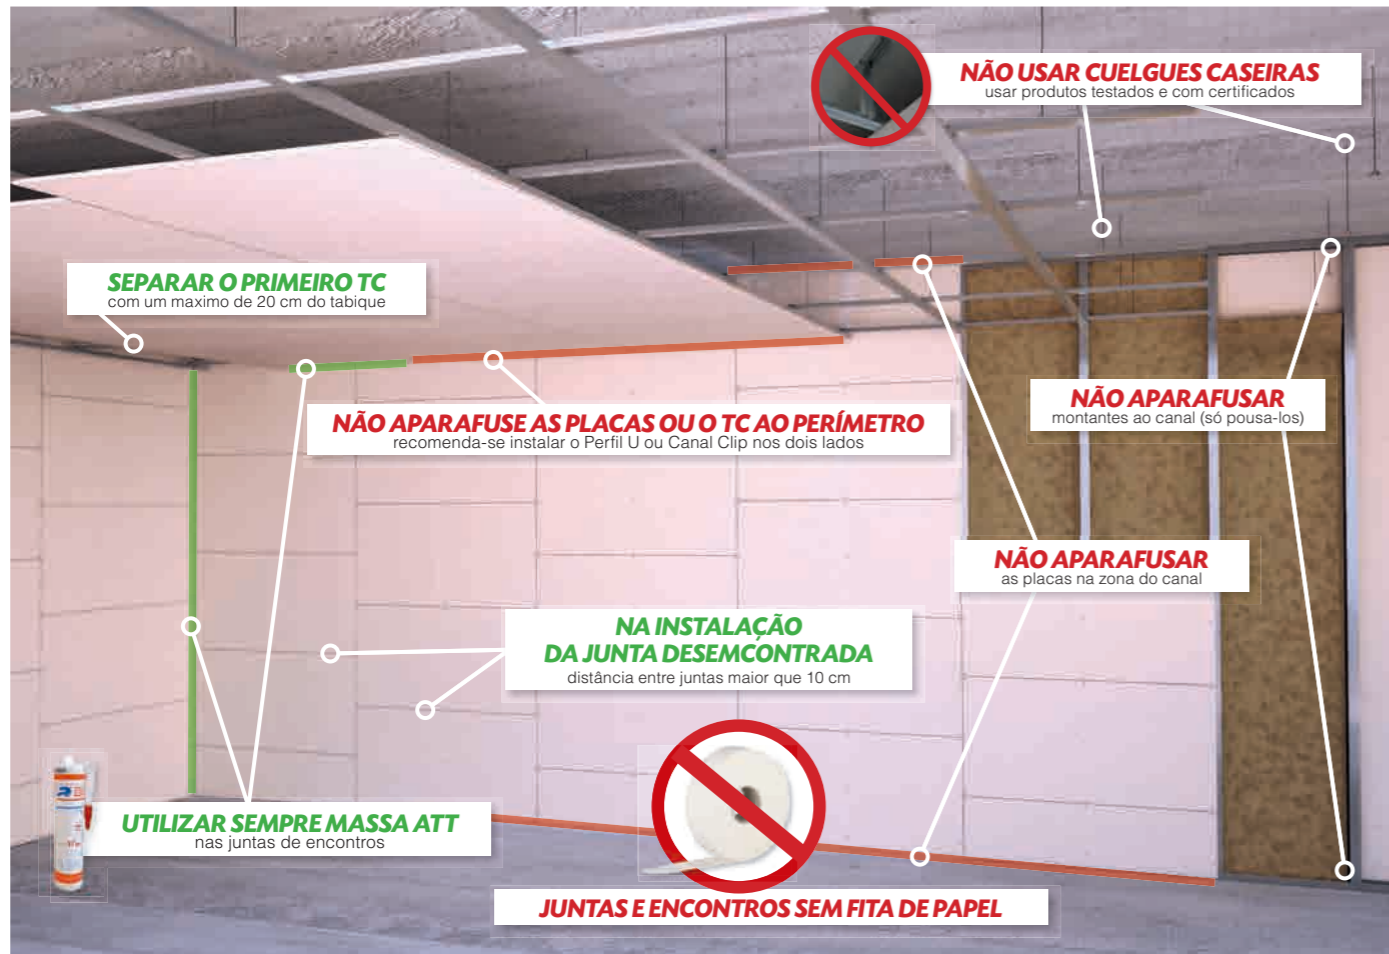 NÃO USAR CUELGUES CASEIRAS
usar produtos testados e com certificados
SEPARAR O PRIMEIRO TC
com um maximo de 20 cm do tabique
NÃO APARAFUSE AS PLACAS OU O TC AO PERÍMETRO
recomenda-se instalar o Perfil U ou Canal Clip nos dois lados
NÃO APARAFUSAR
montantes ao canal (só pousa-los)
NÃO APARAFUSAR
as placas na zona do canal
NA INSTALAÇÃO
DA JUNTA DESEMCONTRADA
distância entre juntas maior que 10 cm
UTILIZAR SEMPRE MASSA ATT
nas juntas de encontros
JUNTAS E ENCONTROS SEM FITA DE PAPEL